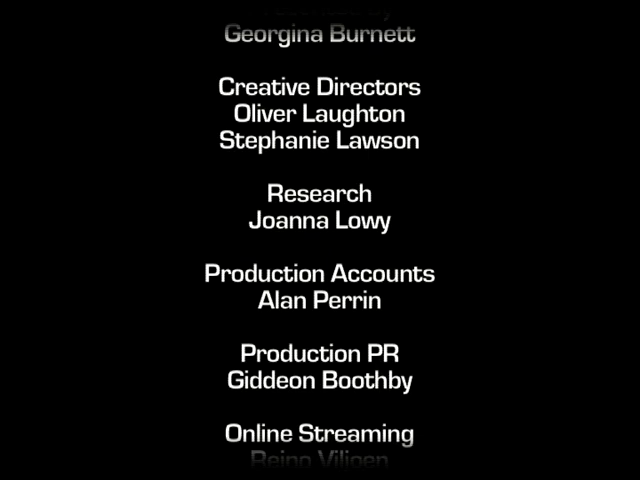 Georgina Burnett
Creative Directors
Oliver Laughton
Stephanie Lawson
Research
Joanna Lowy
Production Accounts
Alan Perrin
Production PR
Giddeon Boothby
Online Streaming